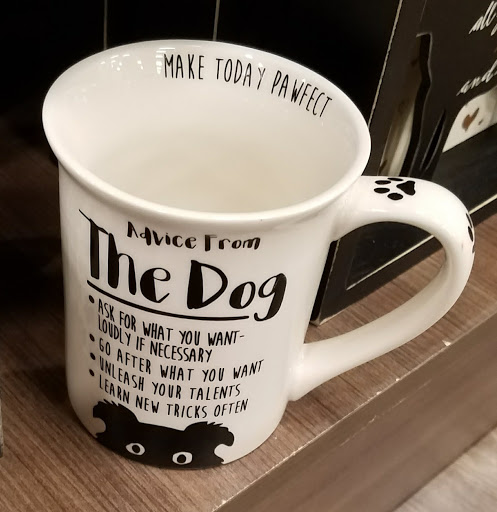 MAKE TODAY PAWFECT
Advice From
The Dog
• ASK FOR WHAT YOU WANT-
LOUDLY IF NECESSARY
• GO AFTER WHAT YOU WANT
• UNLEASH YOUR TALENTS
• LEARN NEW TRICKS OFTEN
and